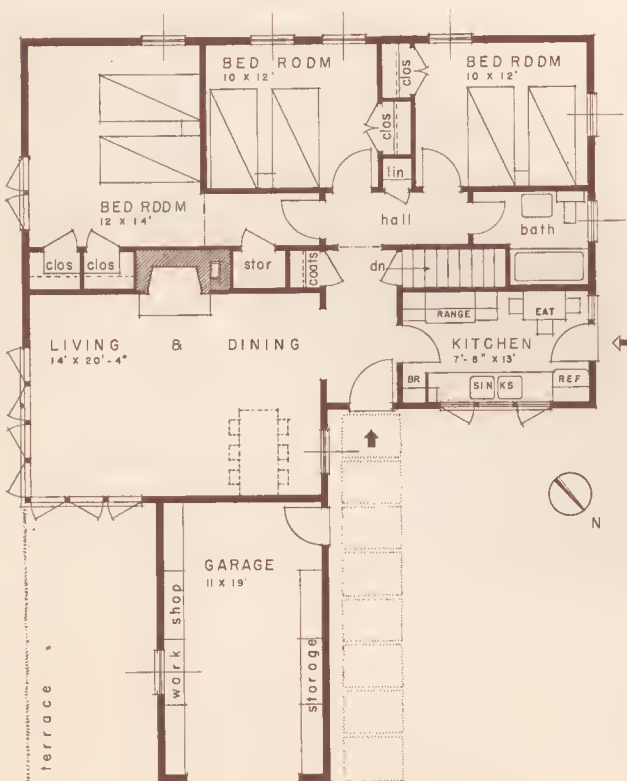 BED ROOM
10 X 12'
clos
BED ROOM
10 X 12'
clos
lin
BED ROOM
12 X 14'
hall
bath
clos
clos
stor
coats
dn
RANGE
EAT
LIVING & DINING
14' X 20'-4"
KITCHEN
7'-8" X 13'
BR
SINKS
REF
N
GARAGE
11 X 19'
work shop
storage
terrace